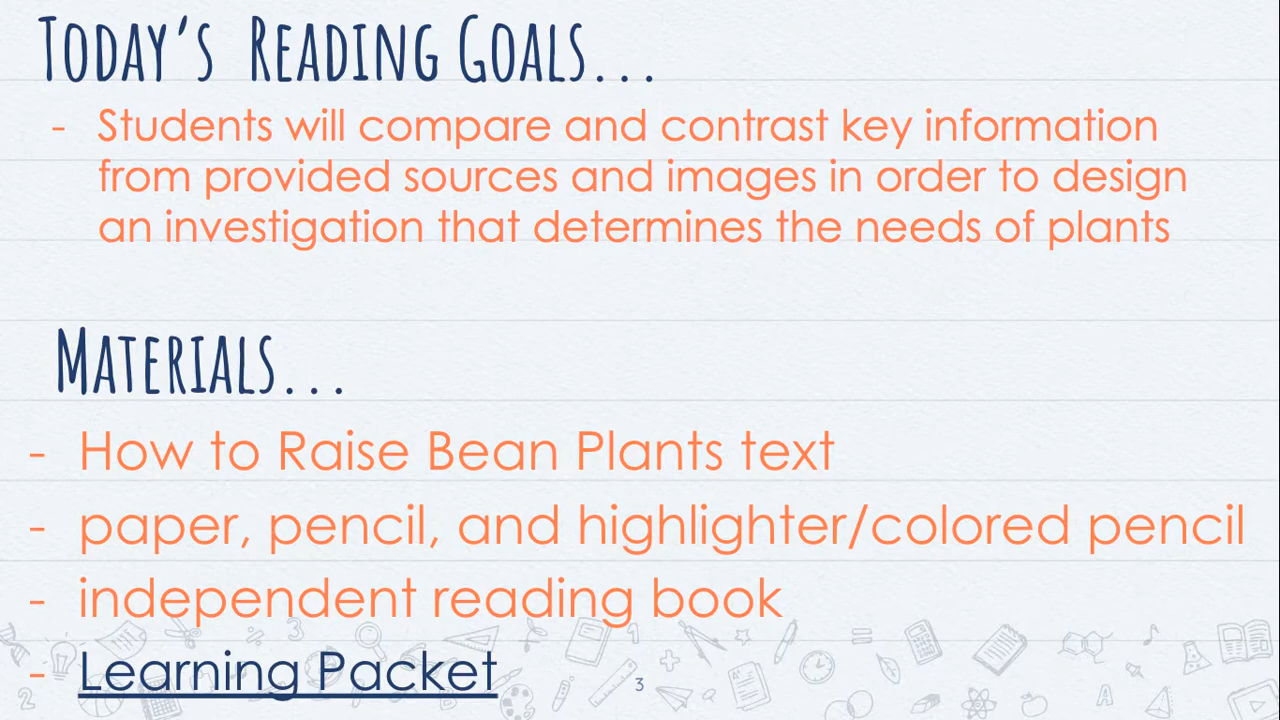 Today's Reading Goals...
- Students will compare and contrast key information
from provided sources and images in order to design
an investigation that determines the needs of plants
Materials...
- How to Raise Bean Plants text
- paper, pencil, and highlighter/colored pencil
- independent reading book
- Learning Packet
3